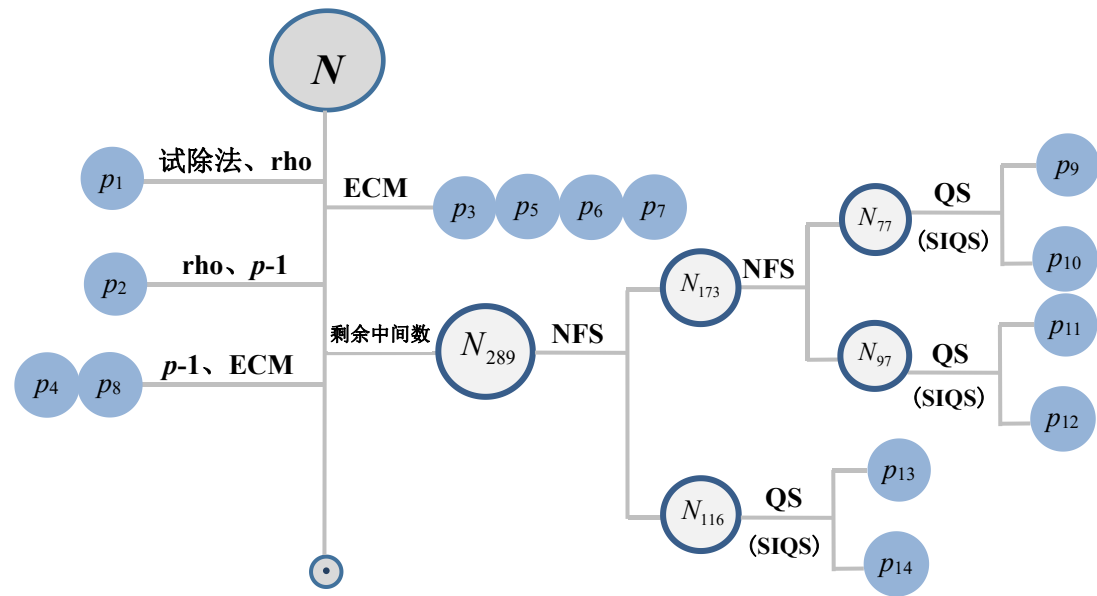 N
试除法、rho
p1
ECM
p3 p5 p6 p7
rho、p-1
p2
p-1、ECM
p4 p8
剩余中间数
N289
NFS
N173
NFS
N77
QS
(SIQS)
p9
p10
N97
QS
(SIQS)
p11
p12
N116
QS
(SIQS)
p13
p14